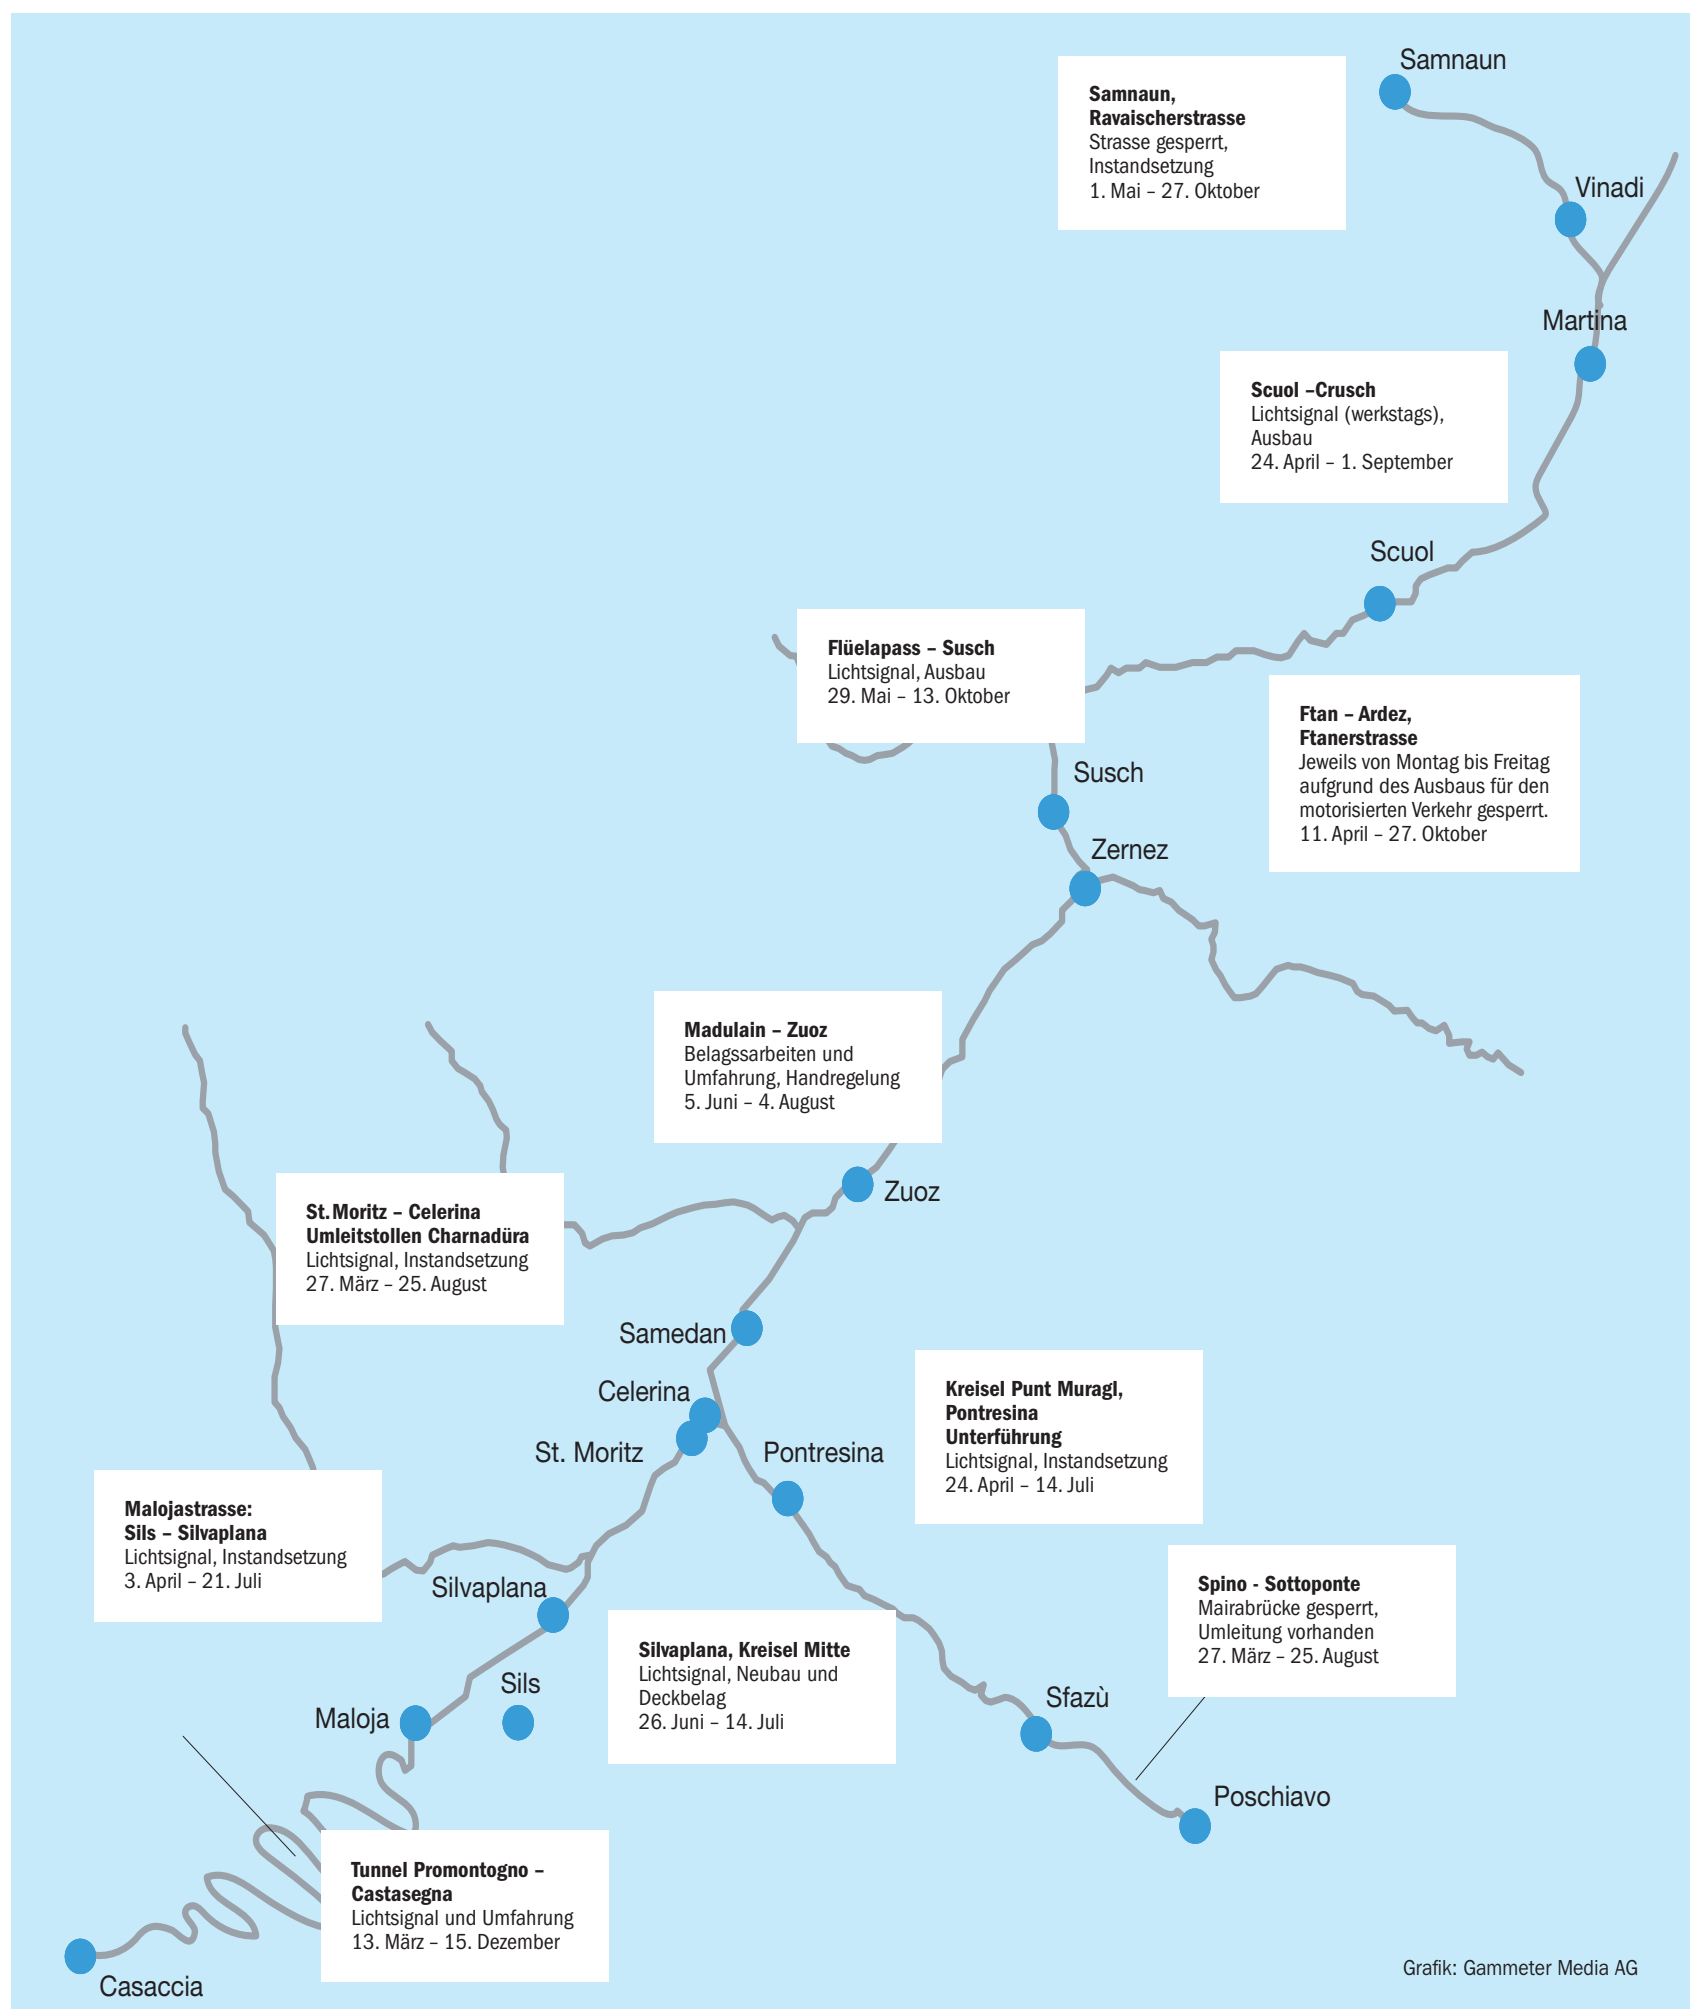 Samnaun
Samnaun,
Ravaischerstrasse
Strasse gesperrt,
Instandsetzung
1. Mai – 27. Oktober
Vinadi
Martina
Scuol –Crusch
Lichtsignal (werkstags),
Ausbau
24. April – 1. September
Scuol
Flüelapass – Susch
Lichtsignal, Ausbau
29. Mai – 13. Oktober
Ftan – Ardez,
Ftanerstrasse
Jeweils von Montag bis Freitag
aufgrund des Ausbaus für den
motorisierten Verkehr gesperrt.
11. April – 27. Oktober
Susch
Zernez
Madulain – Zuoz
Belagssarbeiten und
Umfahrung, Handregelung
5. Juni – 4. August
Zuoz
St. Moritz – Celerina
Umleitstollen Charnadüra
Lichtsignal, Instandsetzung
27. März – 25. August
Samedan
Celerina
St. Moritz
Pontresina
Kreisel Punt Muragl,
Pontresina
Unterführung
Lichtsignal, Instandsetzung
24. April – 14. Juli
Malojastrasse:
Sils – Silvaplana
Lichtsignal, Instandsetzung
3. April – 21. Juli
Silvaplana
Spino - Sottoponte
Mairabrücke gesperrt,
Umleitung vorhanden
27. März – 25. August
Silvaplana, Kreisel Mitte
Lichtsignal, Neubau und
Deckbelag
26. Juni – 14. Juli
Sils
Maloja
Sfazù
Poschiavo
Tunnel Promontogno –
Castasegna
Lichtsignal und Umfahrung
13. März – 15. Dezember
Casaccia
Grafik: Gammeter Media AG